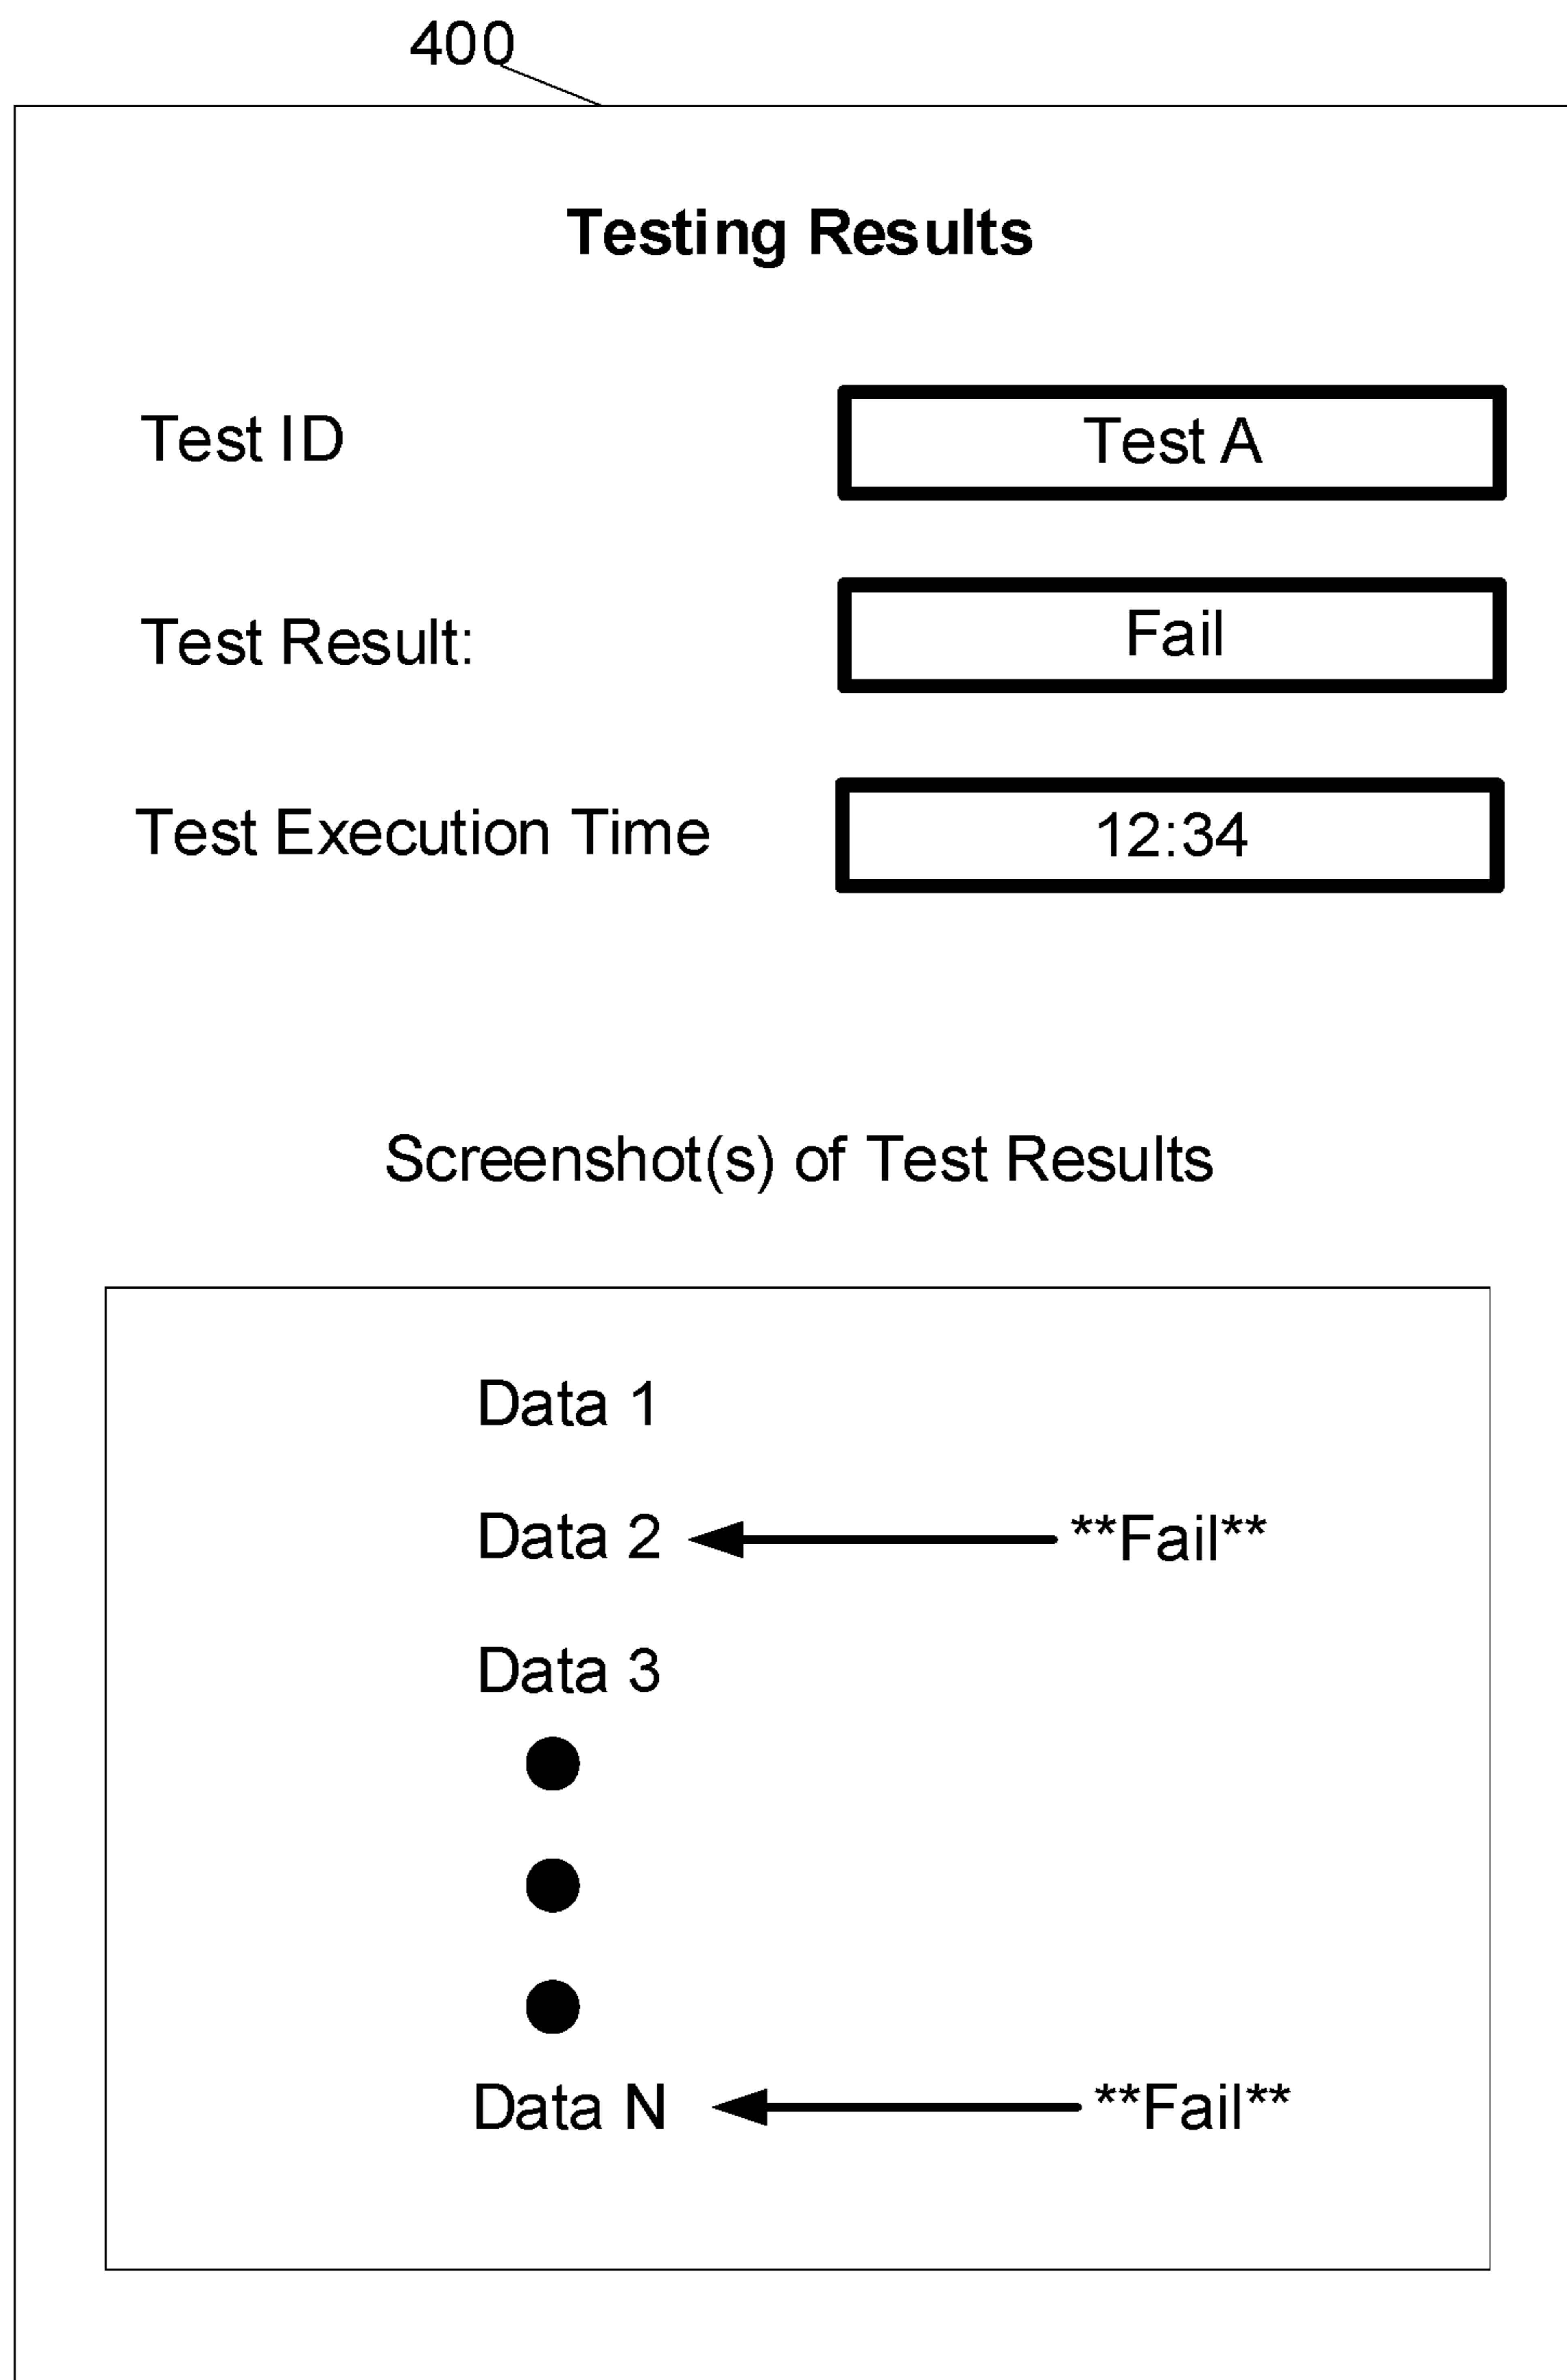 400
Testing Results
Test ID
Test A
Test Result:
Fail
Test Execution Time
12:34
Screenshot(s) of Test Results
Data 1
Data 2 **Fail**
Data 3
Data N **Fail**